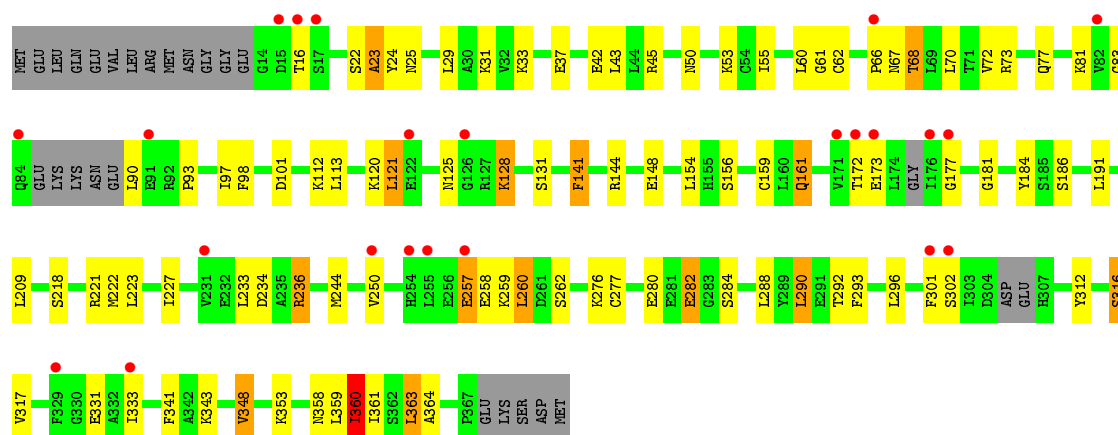 MET GLU LEU GLN GLU VAL LEU ARG MET ASN GLY GLY GLU G14 D15 T16 S17 S22 A23 Y24 N25 L29 A30 K31 V32 K33 E37 E42 L43 L44 R45 N50 K53 C54 I55 L60 G61 C62 P66 N67 T68 L69 L70 T71 V72 R73 Q77 K81 V82
Q84 GLU LYS LYS ASN GLU L90 E91 R92 P93 I97 F98 D101 K112 L113 K120 L121 E122 N125 G126 R127 K128 S131 F141 R144 E148 L154 H155 S156 C159 L160 Q161 V171 T172 E173 L174 GLY I176 G177 G181 Y184 S185 S186 L191
L209 S218 R221 M222 L223 I227 V231 E232 L233 D234 A235 R236 M244 V250 H254 L255 E256 E257 E258 K259 L260 D261 S262 K276 C277 E280 E281 E282 G283 S284 L288 Y289 L290 E291 T292 F293 L296 F301 S302 I303 D304 ASP GLU H307 Y312
V317 F329 G330 E331 A332 I333 F341 A342 K343 V348 K353 N358 L359 I360 I361 S362 L363 A364 P367 GLU LYS SER ASP MET